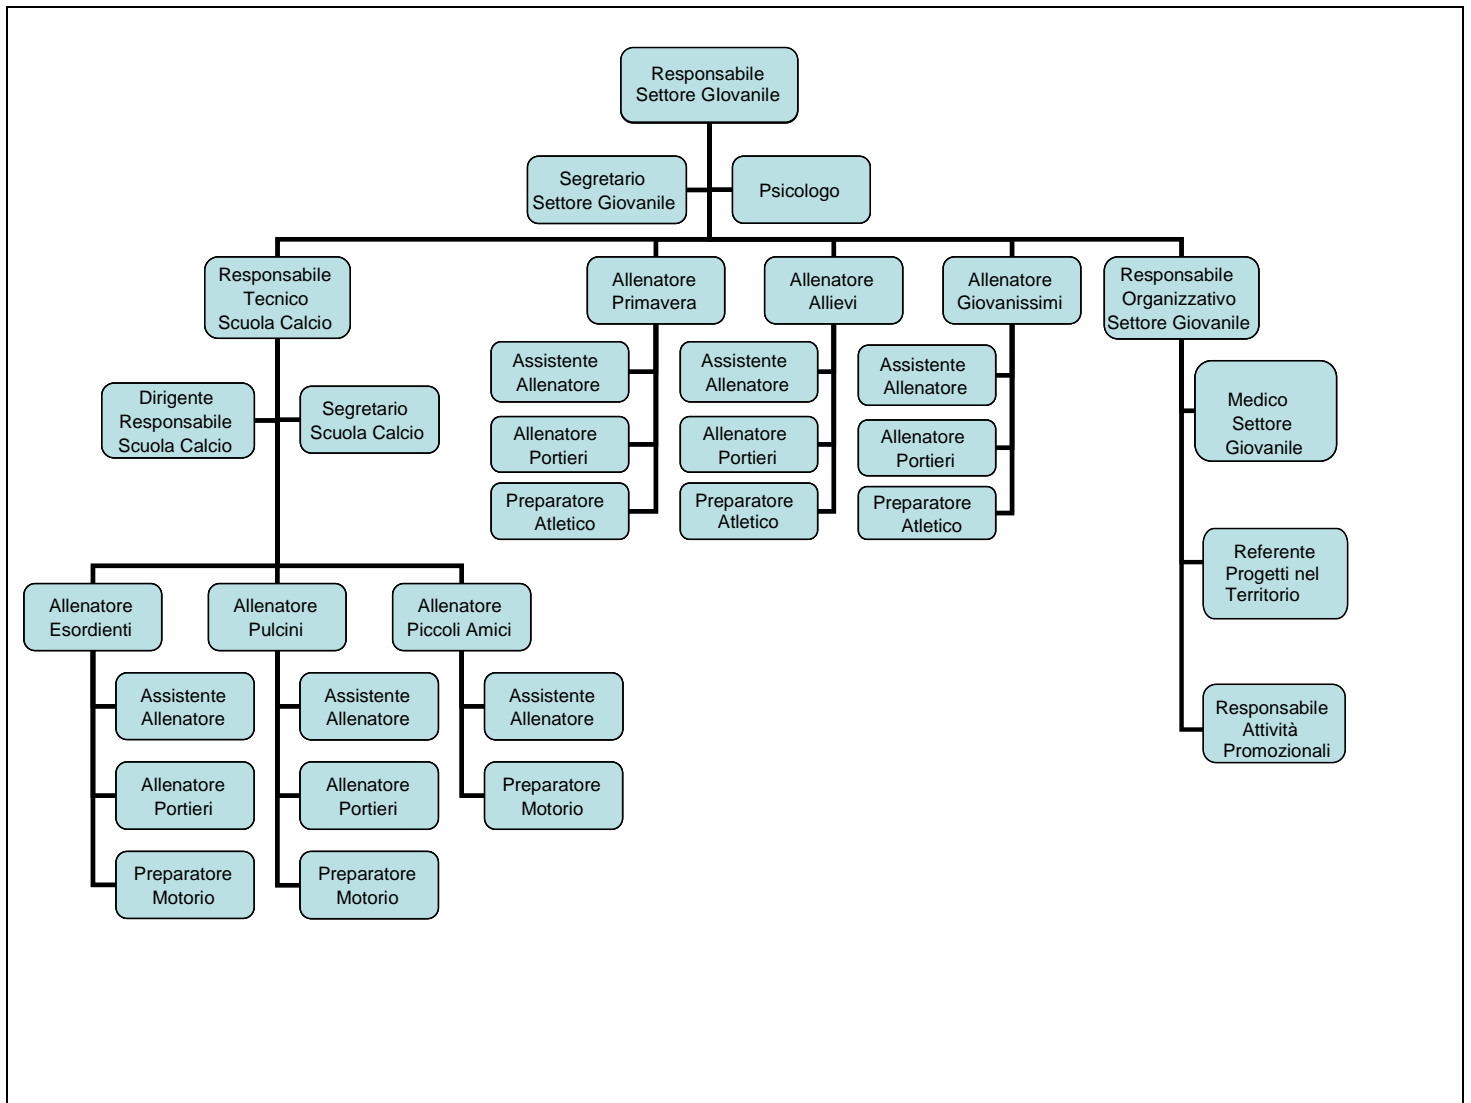 Responsabile
Settore GIovanile
Segretario
Settore Giovanile
Psicologo
Responsabile
Tecnico
Scuola Calcio
Allenatore
Primavera
Allenatore
Allievi
Allenatore
Giovanissimi
Responsabile
Organizzativo
Settore Giovanile
Dirigente
Responsabile
Scuola Calcio
Segretario
Scuola Calcio
Assistente
Allenatore
Allenatore
Portieri
Preparatore
Atletico
Assistente
Allenatore
Allenatore
Portieri
Preparatore
Atletico
Assistente
Allenatore
Allenatore
Portieri
Preparatore
Atletico
Medico
Settore
Giovanile
Referente
Progetti nel
Territorio
Responsabile
Attività
Promozionali
Allenatore
Esordienti
Allenatore
Pulcini
Allenatore
Piccoli Amici
Assistente
Allenatore
Allenatore
Portieri
Preparatore
Motorio
Assistente
Allenatore
Allenatore
Portieri
Preparatore
Motorio
Assistente
Allenatore
Preparatore
Motorio